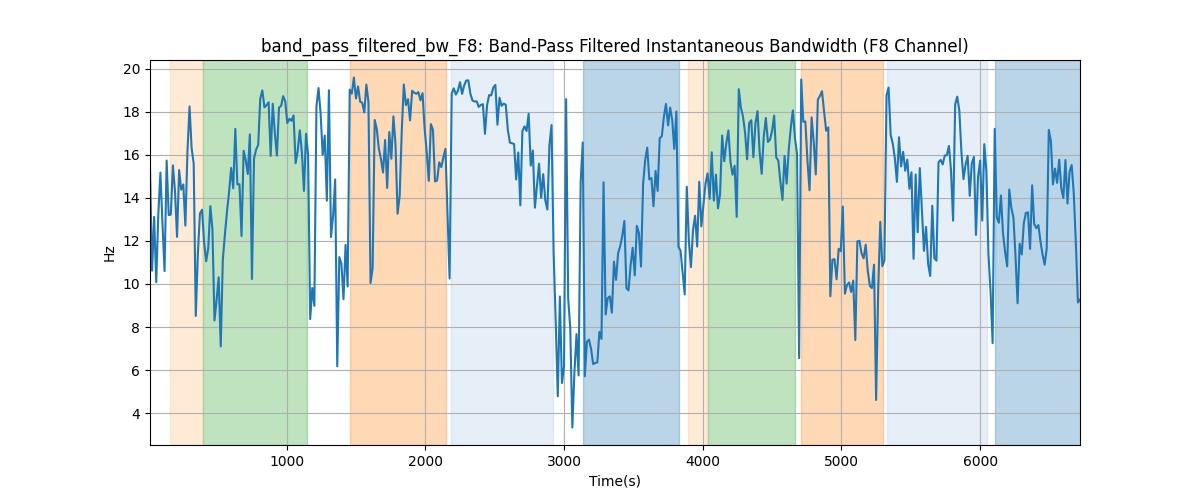 band_pass_filtered_bw_F8: Band-Pass Filtered Instantaneous Bandwidth (F8 Channel)
20
18
16
14
12
10
8
6
4
Hz
1000 2000 3000 4000 5000 6000
Time(s)